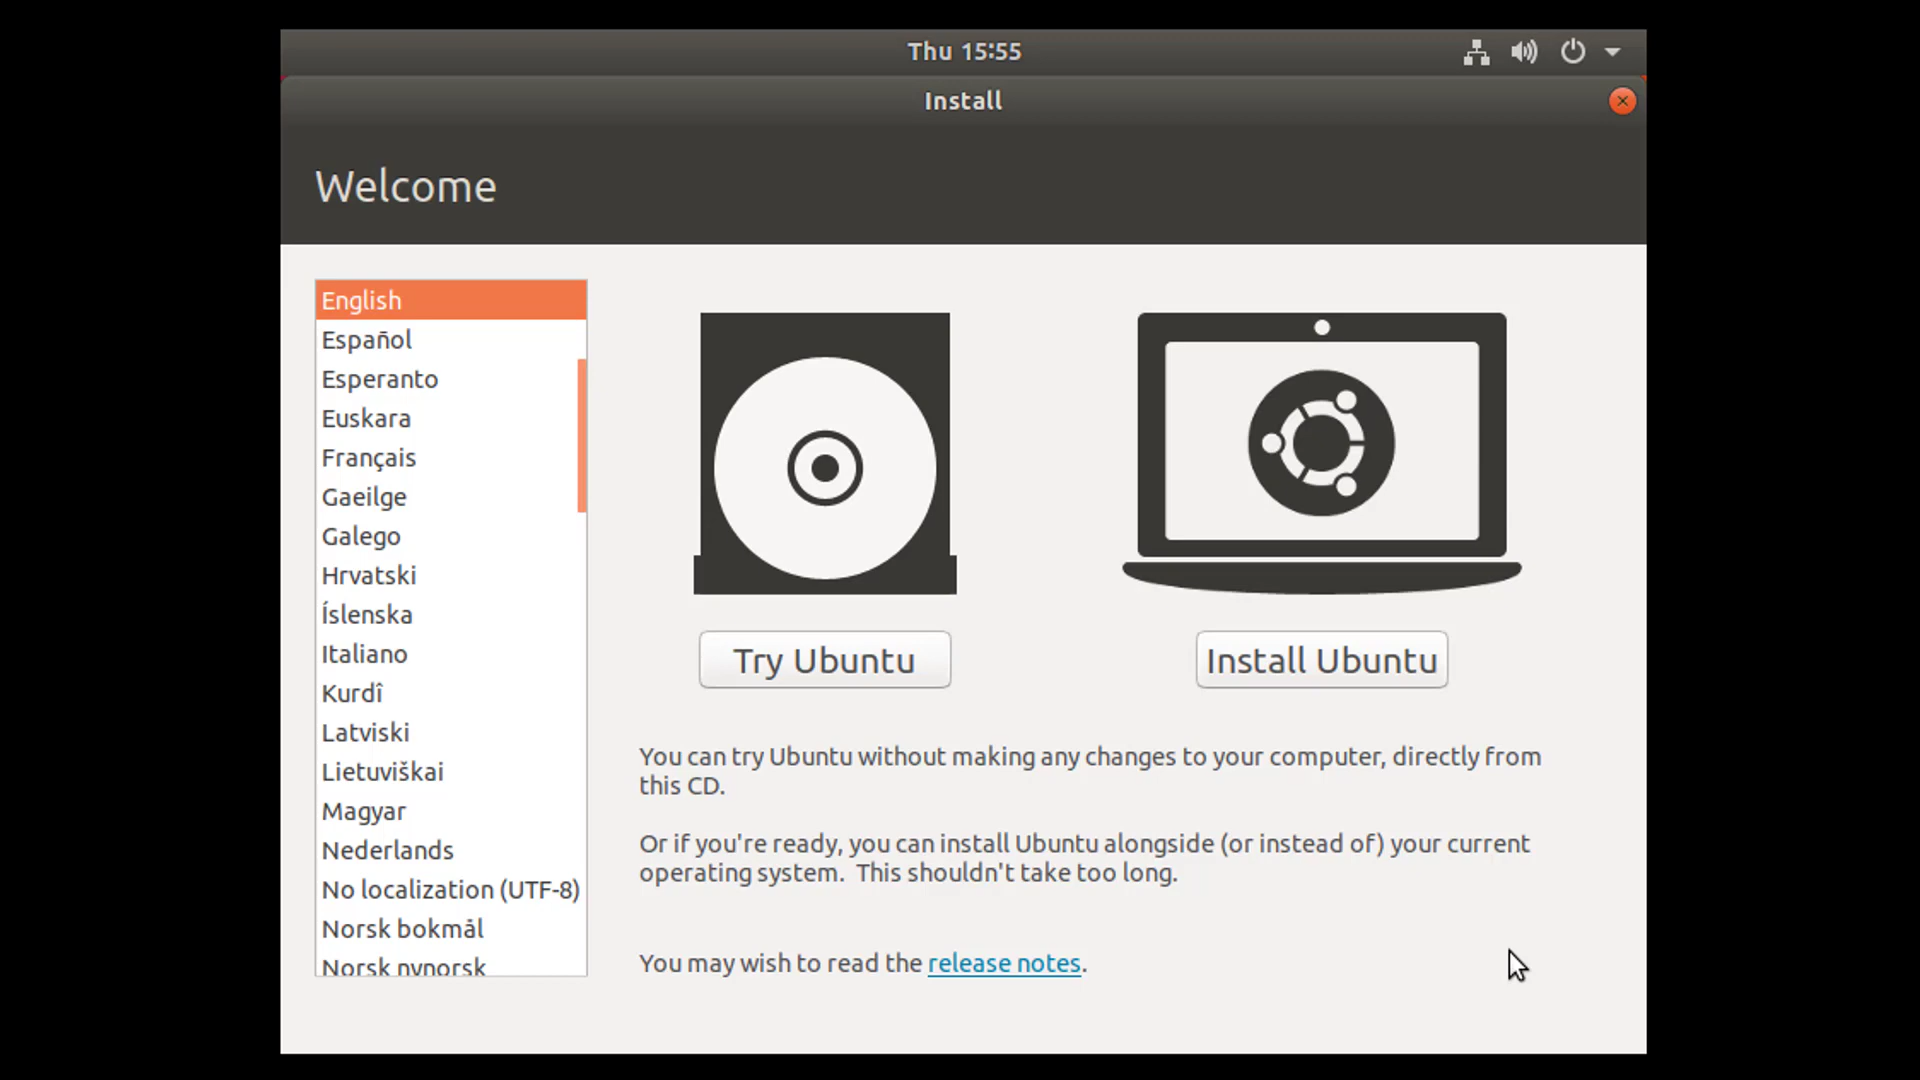 Thu 15:55
Install
Welcome
English
Español
Esperanto
Euskara
Français
Gaeilge
Galego
Hrvatski
Íslenska
Italiano
Kurdî
Latviski
Lietuviškai
Magyar
Nederlands
No localization (UTF-8)
Norsk bokmål
Norsk nynorsk
Try Ubuntu
Install Ubuntu
You can try Ubuntu without making any changes to your computer, directly from
this CD.
Or if you're ready, you can install Ubuntu alongside (or instead of) your current
operating system.  This shouldn't take too long.
You may wish to read the release notes.